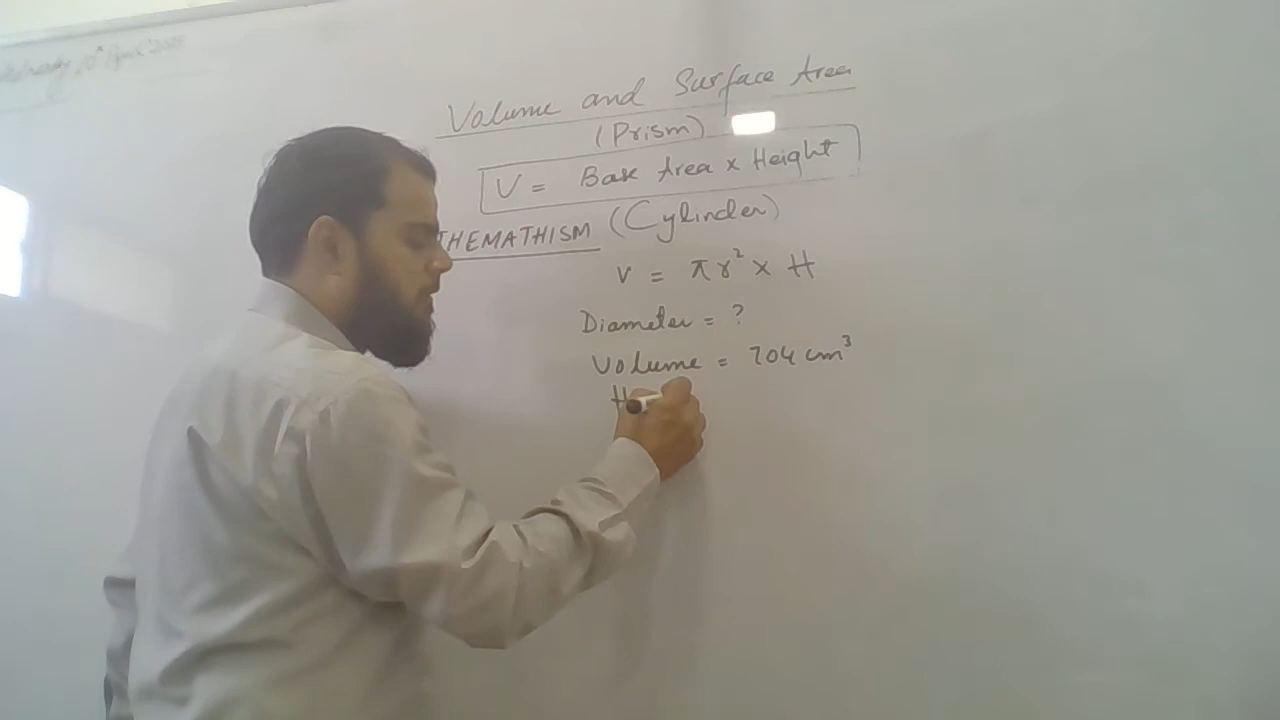 Volume and Surface Area
(Prism)
V = Base Area x Height
THEMATHISM (Cylinder)
V = πr² x H
Diameter = ?
Volume = 704 cm³
H